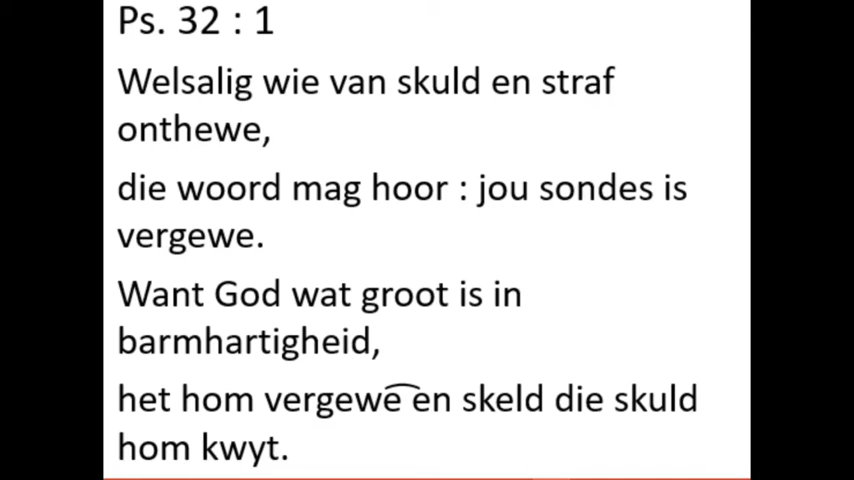 Ps. 32 : 1
Welsalig wie van skuld en straf
onthewe,
die woord mag hoor : jou sondes is
vergewe.
Want God wat groot is in
barmhartigheid,
het hom vergewe͡ en skeld die skuld
hom kwyt.